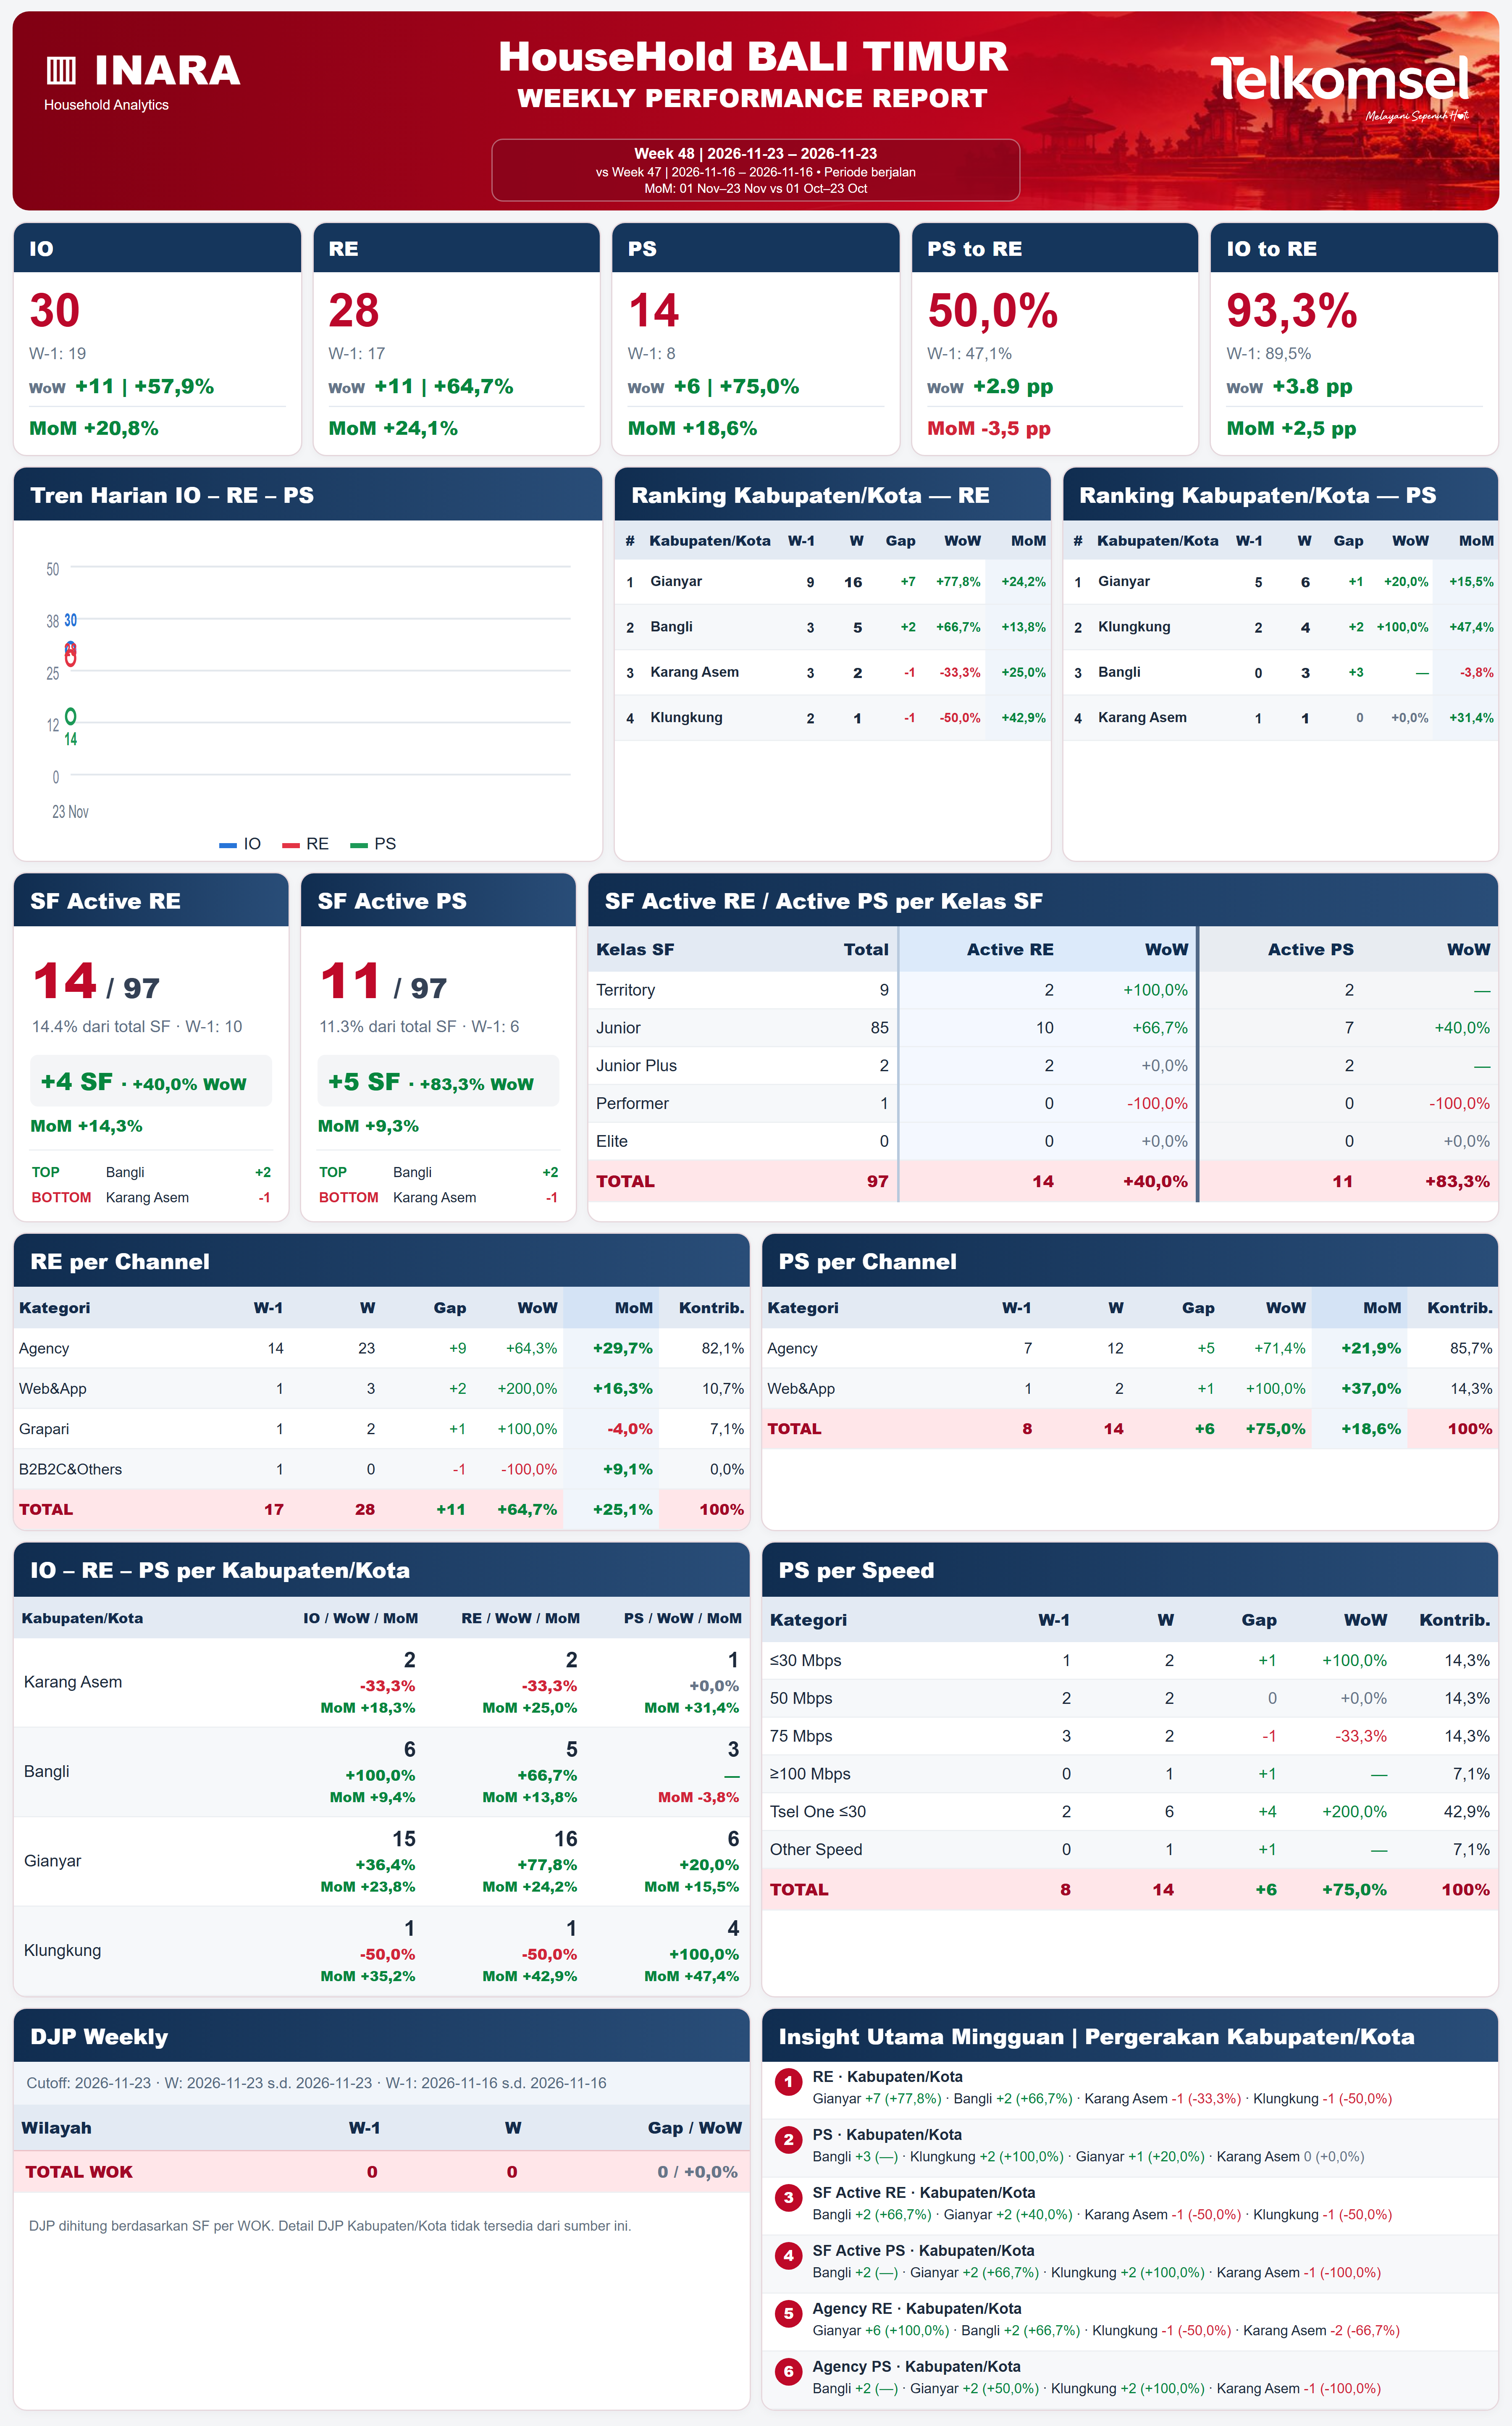 INARA
Household Analytics
HouseHold BALI TIMUR
WEEKLY PERFORMANCE REPORT
Week 48 | 2026-11-23 – 2026-11-23
vs Week 47 | 2026-11-16 – 2026-11-16 • Periode berjalan
MoM: 01 Nov–23 Nov vs 01 Oct–23 Oct
Telkomsel
Melayani Sepenuh Hati
IO
30
W-1: 19
WoW +11 | +57,9%
MoM +20,8%
RE
28
W-1: 17
WoW +11 | +64,7%
MoM +24,1%
PS
14
W-1: 8
WoW +6 | +75,0%
MoM +18,6%
PS to RE
50,0%
W-1: 47,1%
WoW +2.9 pp
MoM -3,5 pp
IO to RE
93,3%
W-1: 89,5%
WoW +3.8 pp
MoM +2,5 pp
Tren Harian IO – RE – PS
50
38 30
25
12
14
0
23 Nov
IO RE PS
Ranking Kabupaten/Kota — RE
# Kabupaten/Kota W-1 W Gap WoW MoM
1 Gianyar 9 16 +7 +77,8% +24,2%
2 Bangli 3 5 +2 +66,7% +13,8%
3 Karang Asem 3 2 -1 -33,3% +25,0%
4 Klungkung 2 1 -1 -50,0% +42,9%
Ranking Kabupaten/Kota — PS
# Kabupaten/Kota W-1 W Gap WoW MoM
1 Gianyar 5 6 +1 +20,0% +15,5%
2 Klungkung 2 4 +2 +100,0% +47,4%
3 Bangli 0 3 +3 — -3,8%
4 Karang Asem 1 1 0 +0,0% +31,4%
SF Active RE
14 / 97
14.4% dari total SF · W-1: 10
+4 SF · +40,0% WoW
MoM +14,3%
TOP Bangli +2
BOTTOM Karang Asem -1
SF Active PS
11 / 97
11.3% dari total SF · W-1: 6
+5 SF · +83,3% WoW
MoM +9,3%
TOP Bangli +2
BOTTOM Karang Asem -1
SF Active RE / Active PS per Kelas SF
Kelas SF Total Active RE WoW Active PS WoW
Territory 9 2 +100,0% 2 —
Junior 85 10 +66,7% 7 +40,0%
Junior Plus 2 2 +0,0% 2 —
Performer 1 0 -100,0% 0 -100,0%
Elite 0 0 +0,0% 0 +0,0%
TOTAL 97 14 +40,0% 11 +83,3%
RE per Channel
Kategori W-1 W Gap WoW MoM Kontrib.
Agency 14 23 +9 +64,3% +29,7% 82,1%
Web&App 1 3 +2 +200,0% +16,3% 10,7%
Grapari 1 2 +1 +100,0% -4,0% 7,1%
B2B2C&Others 1 0 -1 -100,0% +9,1% 0,0%
TOTAL 17 28 +11 +64,7% +25,1% 100%
PS per Channel
Kategori W-1 W Gap WoW MoM Kontrib.
Agency 7 12 +5 +71,4% +21,9% 85,7%
Web&App 1 2 +1 +100,0% +37,0% 14,3%
TOTAL 8 14 +6 +75,0% +18,6% 100%
IO – RE – PS per Kabupaten/Kota
Kabupaten/Kota IO / WoW / MoM RE / WoW / MoM PS / WoW / MoM
2 2 1
Karang Asem -33,3% -33,3% +0,0%
MoM +18,3% MoM +25,0% MoM +31,4%
6 5 3
Bangli +100,0% +66,7% —
MoM +9,4% MoM +13,8% MoM -3,8%
15 16 6
Gianyar +36,4% +77,8% +20,0%
MoM +23,8% MoM +24,2% MoM +15,5%
1 1 4
Klungkung -50,0% -50,0% +100,0%
MoM +35,2% MoM +42,9% MoM +47,4%
PS per Speed
Kategori W-1 W Gap WoW Kontrib.
≤30 Mbps 1 2 +1 +100,0% 14,3%
50 Mbps 2 2 0 +0,0% 14,3%
75 Mbps 3 2 -1 -33,3% 14,3%
≥100 Mbps 0 1 +1 — 7,1%
Tsel One ≤30 2 6 +4 +200,0% 42,9%
Other Speed 0 1 +1 — 7,1%
TOTAL 8 14 +6 +75,0% 100%
DJP Weekly
Cutoff: 2026-11-23 · W: 2026-11-23 s.d. 2026-11-23 · W-1: 2026-11-16 s.d. 2026-11-16
Wilayah W-1 W Gap / WoW
TOTAL WOK 0 0 0 / +0,0%
DJP dihitung berdasarkan SF per WOK. Detail DJP Kabupaten/Kota tidak tersedia dari sumber ini.
Insight Utama Mingguan | Pergerakan Kabupaten/Kota
1 RE · Kabupaten/Kota
Gianyar +7 (+77,8%) · Bangli +2 (+66,7%) · Karang Asem -1 (-33,3%) · Klungkung -1 (-50,0%)
2 PS · Kabupaten/Kota
Bangli +3 (—) · Klungkung +2 (+100,0%) · Gianyar +1 (+20,0%) · Karang Asem 0 (+0,0%)
3 SF Active RE · Kabupaten/Kota
Bangli +2 (+66,7%) · Gianyar +2 (+40,0%) · Karang Asem -1 (-50,0%) · Klungkung -1 (-50,0%)
4 SF Active PS · Kabupaten/Kota
Bangli +2 (—) · Gianyar +2 (+66,7%) · Klungkung +2 (+100,0%) · Karang Asem -1 (-100,0%)
5 Agency RE · Kabupaten/Kota
Gianyar +6 (+100,0%) · Bangli +2 (+66,7%) · Klungkung -1 (-50,0%) · Karang Asem -2 (-66,7%)
6 Agency PS · Kabupaten/Kota
Bangli +2 (—) · Gianyar +2 (+50,0%) · Klungkung +2 (+100,0%) · Karang Asem -1 (-100,0%)